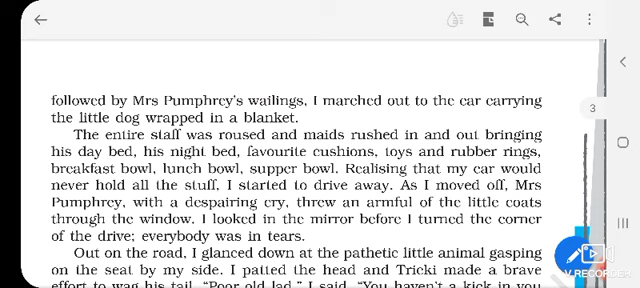 followed by Mrs Pumphrey's wailings, I marched out to the car carrying
the little dog wrapped in a blanket.
The entire staff was roused and maids rushed in and out bringing
his day bed, his night bed, favourite cushions, toys and rubber rings,
breakfast bowl, lunch bowl, supper bowl. Realising that my car would
never hold all the stuff, I started to drive away. As I moved off, Mrs
Pumphrey, with a despairing cry, threw an armful of the little coats
through the window. I looked in the mirror before I turned the corner
of the drive; everybody was in tears.
Out on the road, I glanced down at the pathetic little animal gasping
on the seat by my side. I patted the head and Tricki made a brave
effort to wag his tail. “Poor old lad,” I said, “You haven't a kick in you
3
V.RECORDER